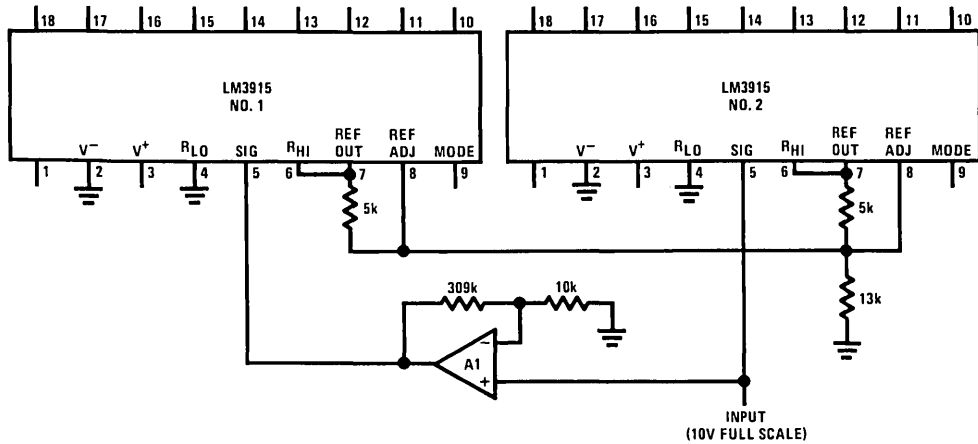 18 17 16 15 14 13 12 11 10
18 17 16 15 14 13 12 11 10
LM3915
NO. 1
LM3915
NO. 2
V- V+ RLO SIG RHI REF OUT REF ADJ MODE
V- V+ RLO SIG RHI REF OUT REF ADJ MODE
1 2 3 4 5 6 7 8 9
1 2 3 4 5 6 7 8 9
5k
5k
309k
10k
13k
−
A1
+
INPUT
(10V FULL SCALE)